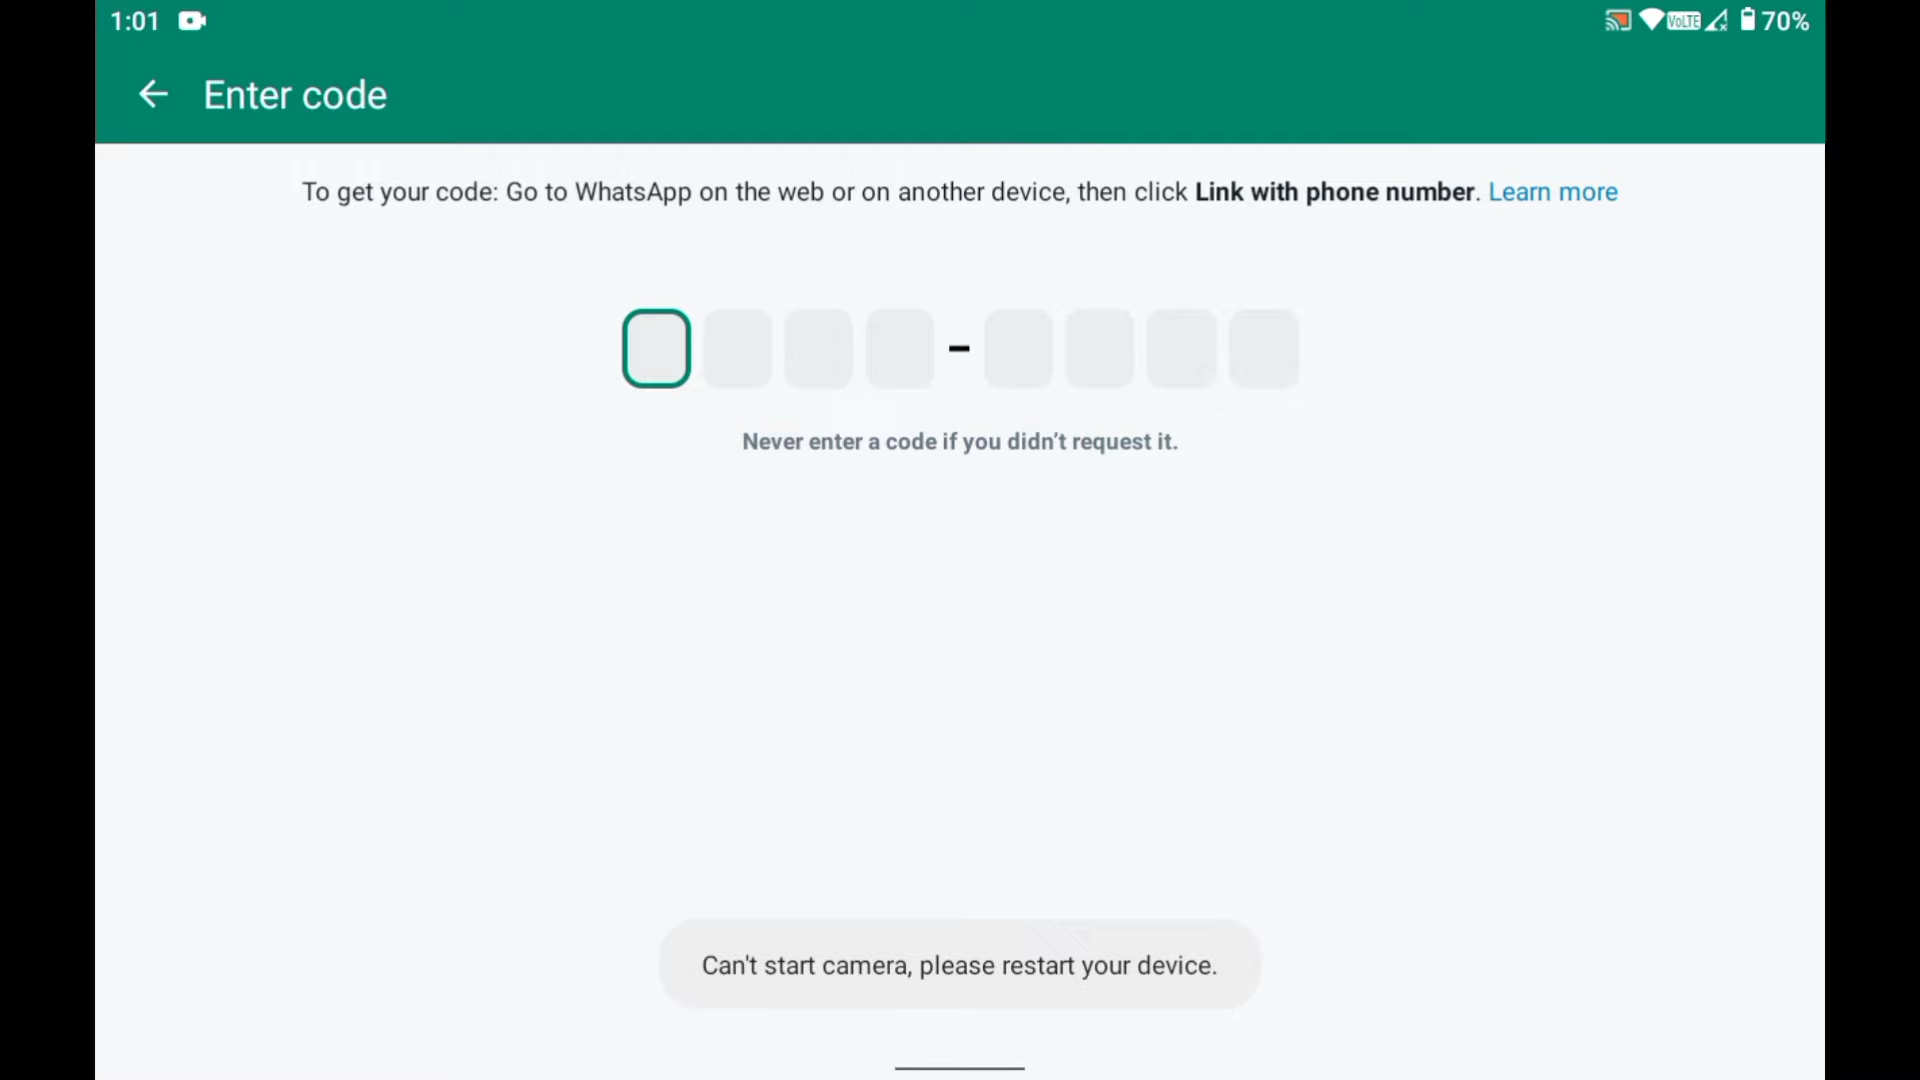 1:01 VoLTE 70%
Enter code
To get your code: Go to WhatsApp on the web or on another device, then click Link with phone number. Learn more
–
Never enter a code if you didn’t request it.
Can't start camera, please restart your device.